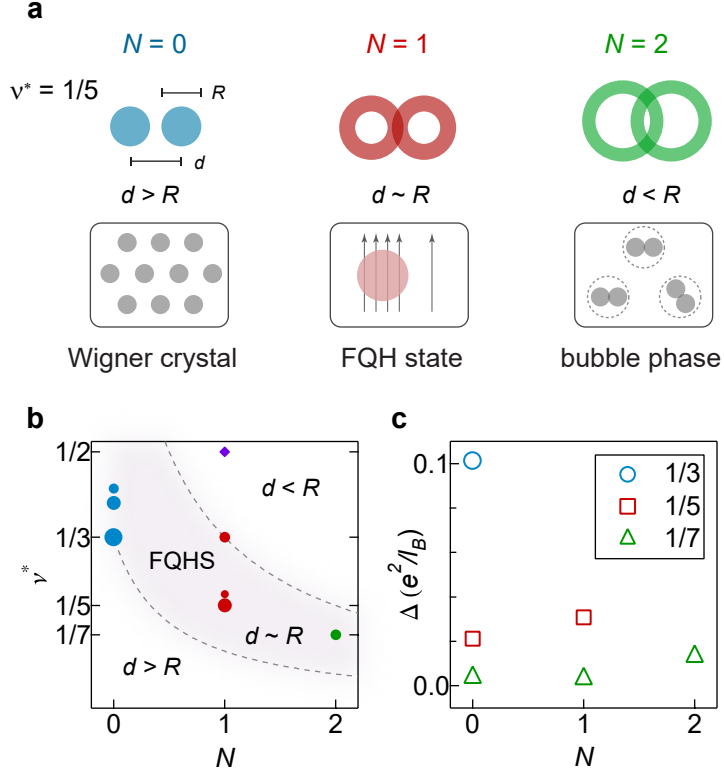 a
N = 0
N = 1
N = 2
ν* = 1/5
R
d
d > R
d ~ R
d < R
Wigner crystal
FQH state
bubble phase
b
1/2
1/3
1/5
1/7
ν*
d < R
FQHS
d ~ R
d > R
0
1
2
N
c
0.1
0.0
Δ (e²/l_B)
1/3
1/5
1/7
0
1
2
N